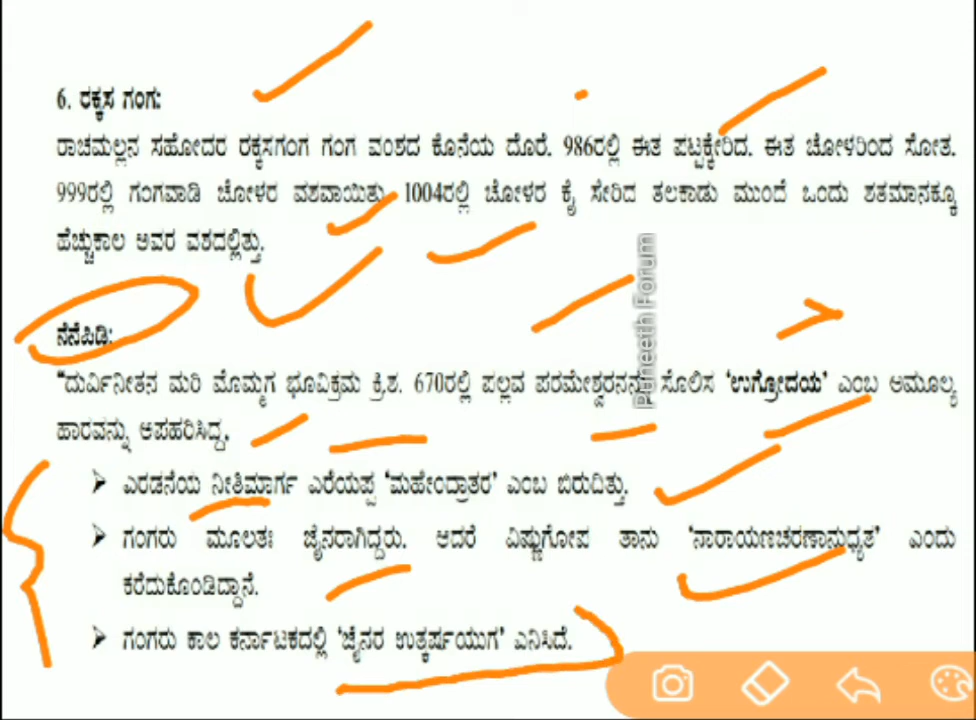 6. ರಕ್ಕಸ ಗಂಗ:
ರಾಚಮಲ್ಲನ ಸಹೋದರ ರಕ್ಕಸಗಂಗ ಗಂಗ ವಂಶದ ಕೊನೆಯ ದೊರೆ. 986ರಲ್ಲಿ ಈತ ಪಟ್ಟಕ್ಕೇರಿದ. ಈತ ಚೋಳರಿಂದ ಸೋತ.
999ರಲ್ಲಿ ಗಂಗವಾಡಿ ಚೋಳರ ವಶವಾಯಿತು. 1004ರಲ್ಲಿ ಚೋಳರ ಕೈ ಸೇರಿದ ತಲಕಾಡು ಮುಂದೆ ಒಂದು ಶತಮಾನಕ್ಕೂ
ಹೆಚ್ಚುಕಾಲ ಅವರ ವಶದಲ್ಲಿತ್ತು.
ನೆನೆಪಿಡಿ:
"ದುರ್ವಿನೀತನ ಮರಿ ಮೊಮ್ಮಗ ಭೂವಿಕ್ರಮ ಕ್ರಿ.ಶ. 670ರಲ್ಲಿ ಪಲ್ಲವ ಪರಮೇಶ್ವರನನ್ನು ಸೋಲಿಸಿ 'ಉಗ್ರೋದಯ' ಎಂಬ ಅಮೂಲ್ಯ
ಹಾರವನ್ನು ಅಪಹರಿಸಿದ್ದ.
➤ ಎರಡನೆಯ ನೀತಿಮಾರ್ಗ ಎರೆಯಪ್ಪ 'ಮಹೇಂದ್ರಾತರ' ಎಂಬ ಬಿರುದಿತ್ತು.
➤ ಗಂಗರು ಮೂಲತಃ ಜೈನರಾಗಿದ್ದರು. ಆದರೆ ವಿಷ್ಣುಗೋಪ ತಾನು 'ನಾರಾಯಣಚರಣಾನುಧ್ಯತ' ಎಂದು
ಕರೆದುಕೊಂಡಿದ್ದಾನೆ.
➤ ಗಂಗರು ಕಾಲ ಕರ್ನಾಟಕದಲ್ಲಿ 'ಜೈನರ ಉತ್ಕರ್ಷಯುಗ' ಎನಿಸಿದೆ.
Puneeth Forum